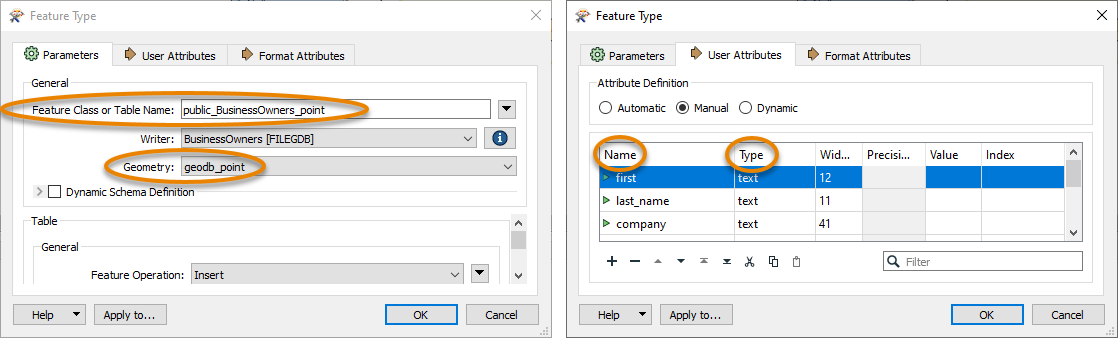 Feature Type
Parameters User Attributes Format Attributes
General
Feature Class or Table Name: public_BusinessOwners_point
Writer: BusinessOwners [FILEGDB]
Geometry: geodb_point
Dynamic Schema Definition
Table
General
Feature Operation: Insert
Help Apply to... OK Cancel
Feature Type
Parameters User Attributes Format Attributes
Attribute Definition
Automatic Manual Dynamic
Name Type Wid... Precisi... Value Index
first text 12
last_name text 11
company text 41
Filter
Help Apply to... OK Cancel